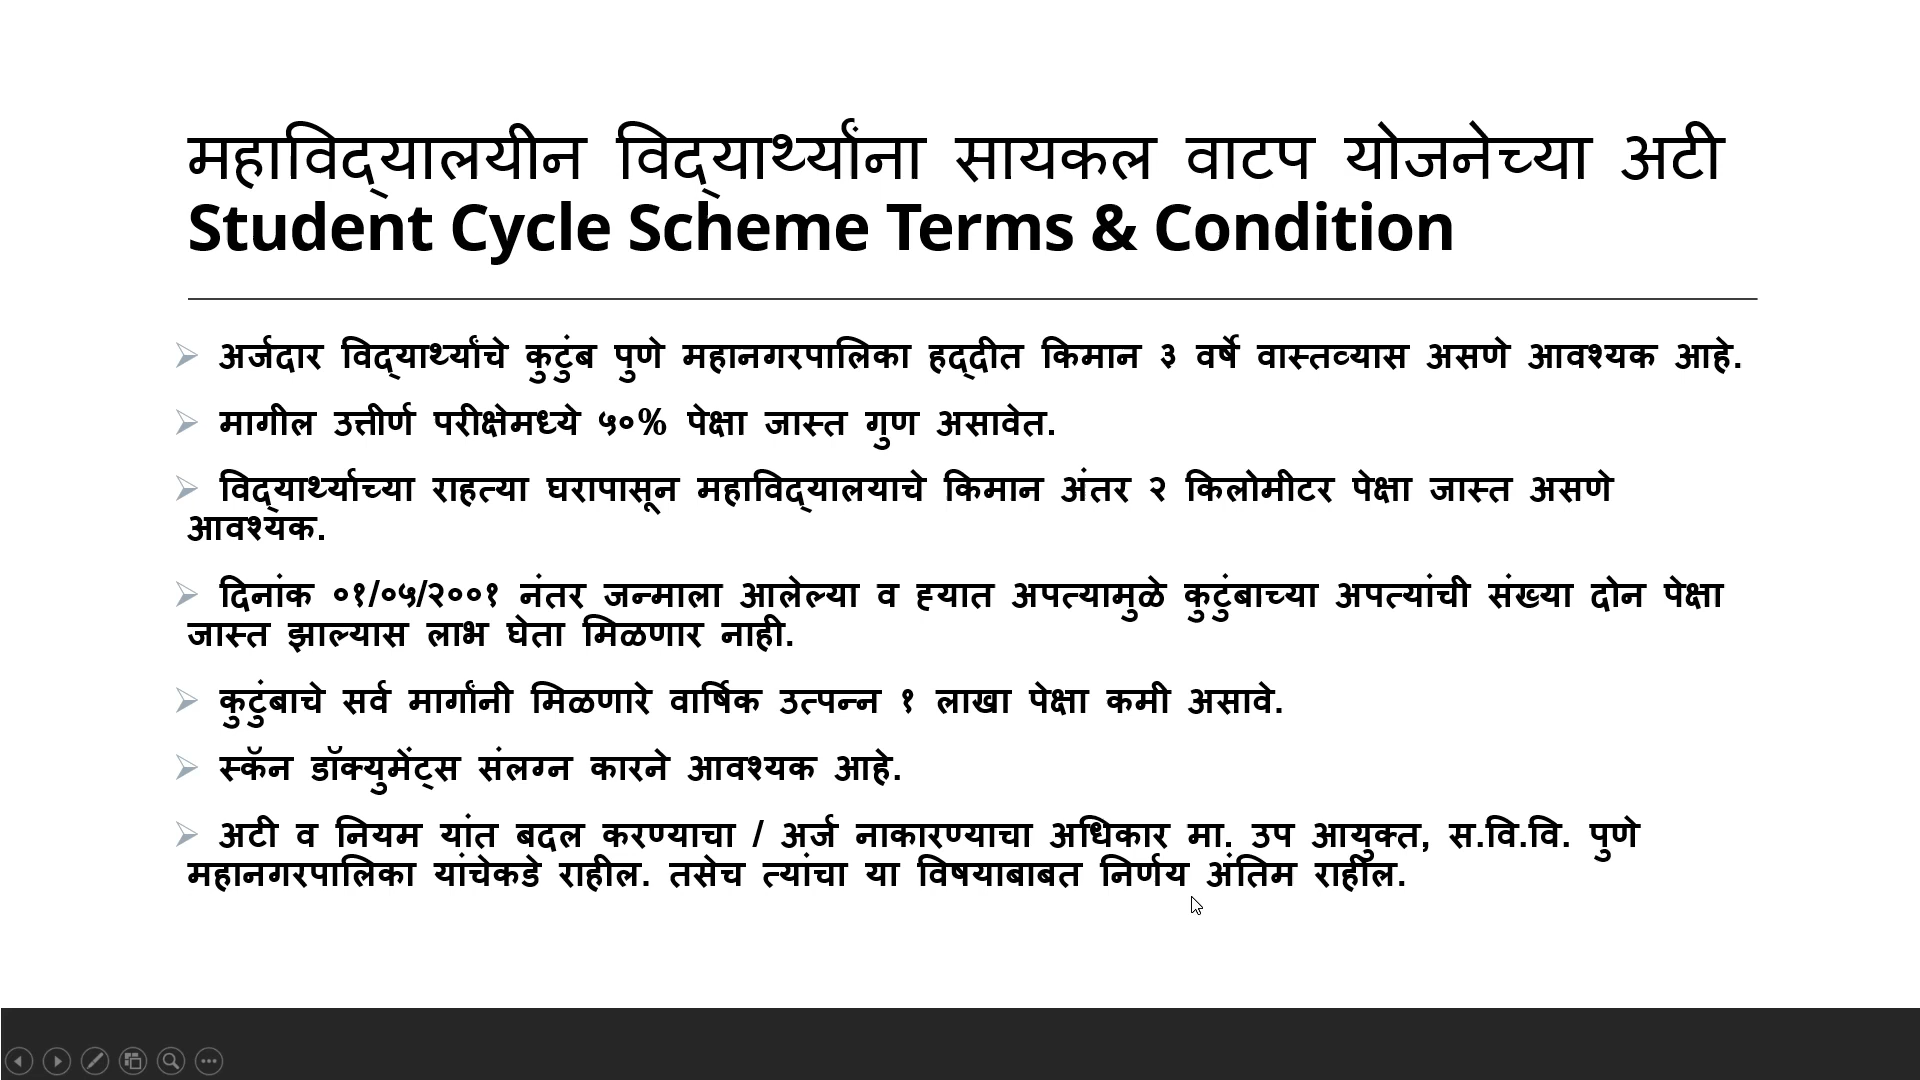 महाविद्यालयीन विद्यार्थ्यांना सायकल वाटप योजनेच्या अटी
Student Cycle Scheme Terms & Condition
अर्जदार विद्यार्थ्यांचे कुटुंब पुणे महानगरपालिका हद्दीत किमान ३ वर्षे वास्तव्यास असणे आवश्यक आहे.
मागील उत्तीर्ण परीक्षेमध्ये ५०% पेक्षा जास्त गुण असावेत.
विद्यार्थ्याच्या राहत्या घरापासून महाविद्यालयाचे किमान अंतर २ किलोमीटर पेक्षा जास्त असणे
आवश्यक.
दिनांक ०१/०५/२००१ नंतर जन्माला आलेल्या व ह्यात अपत्यामुळे कुटुंबाच्या अपत्यांची संख्या दोन पेक्षा
जास्त झाल्यास लाभ घेता मिळणार नाही.
कुटुंबाचे सर्व मार्गांनी मिळणारे वार्षिक उत्पन्न १ लाखा पेक्षा कमी असावे.
स्कॅन डॉक्युमेंट्स संलग्न कारने आवश्यक आहे.
अटी व नियम यांत बदल करण्याचा / अर्ज नाकारण्याचा अधिकार मा. उप आयुक्त, स.वि.वि. पुणे
महानगरपालिका यांचेकडे राहील. तसेच त्यांचा या विषयाबाबत निर्णय अंतिम राहील.